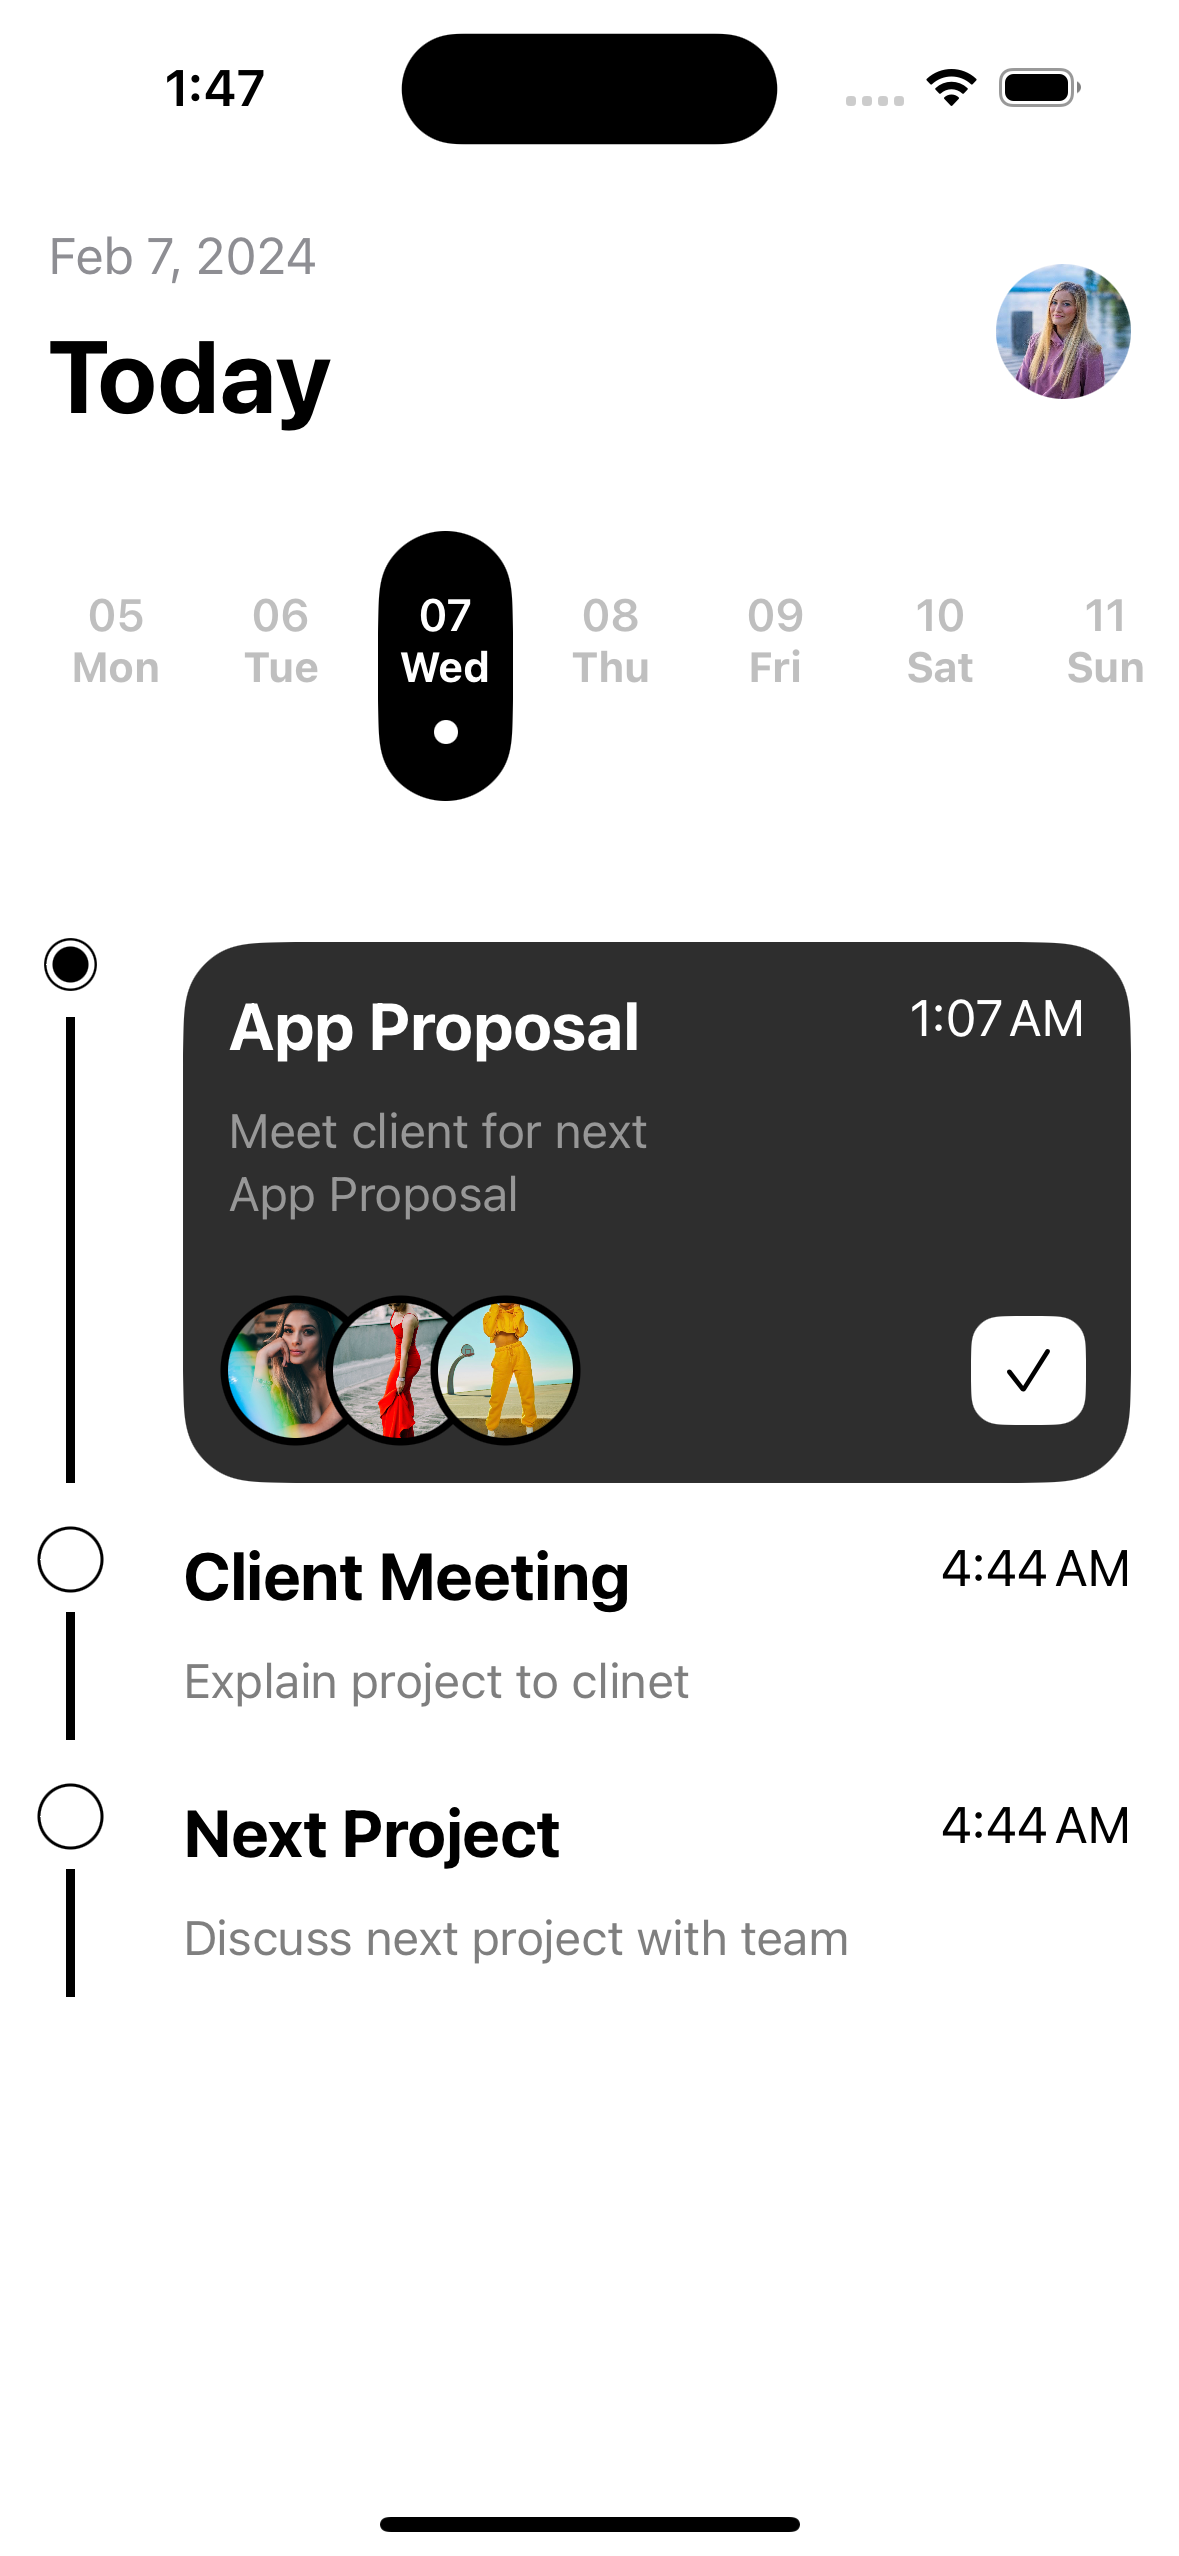 1:47
Feb 7, 2024
Today
05 06 07 08 09 10 11
Mon Tue Wed Thu Fri Sat Sun
App Proposal 1:07 AM
Meet client for next
App Proposal
Client Meeting 4:44 AM
Explain project to clinet
Next Project 4:44 AM
Discuss next project with team